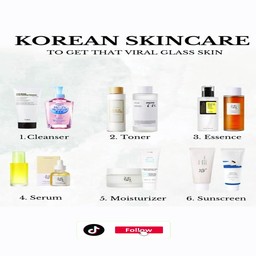 KOREAN SKINCARE
TO GET THAT VIRAL GLASS SKIN
1. Cleanser
2. Toner
3. Essence
4. Serum
5. Moisturizer
6. Sunscreen
Follow